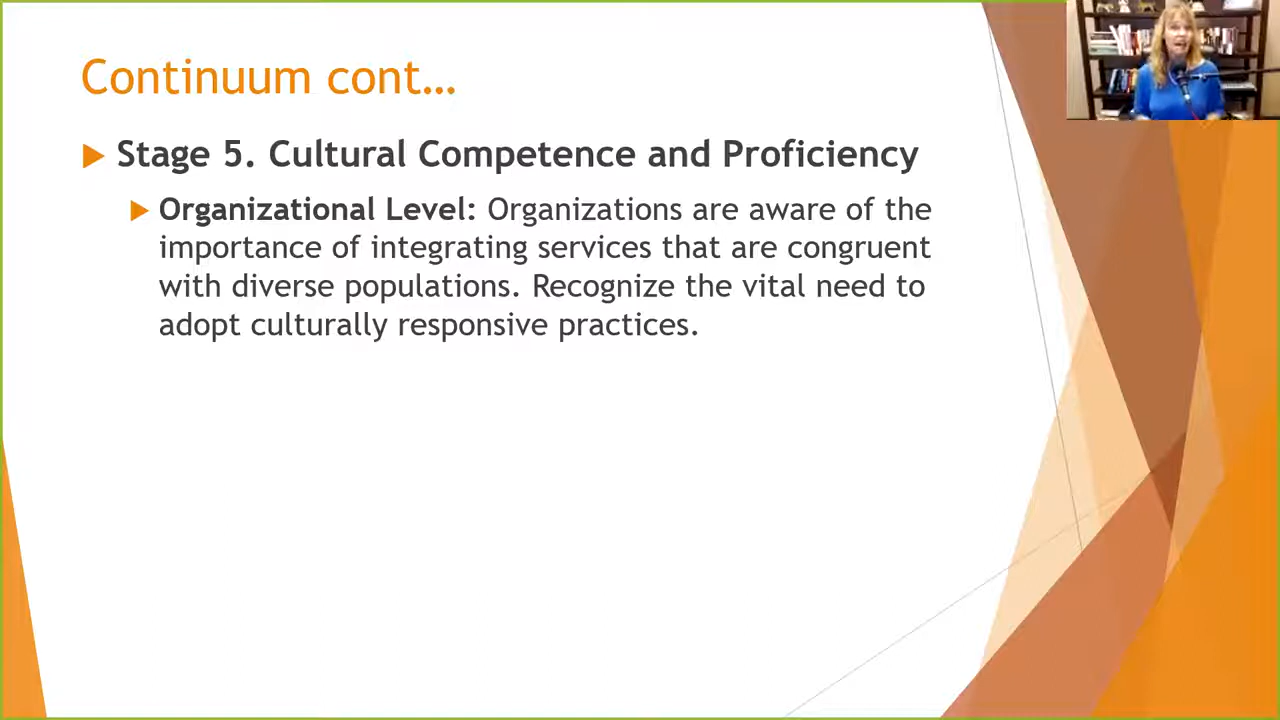 Continuum cont…
Stage 5. Cultural Competence and Proficiency
Organizational Level: Organizations are aware of the
importance of integrating services that are congruent
with diverse populations. Recognize the vital need to
adopt culturally responsive practices.